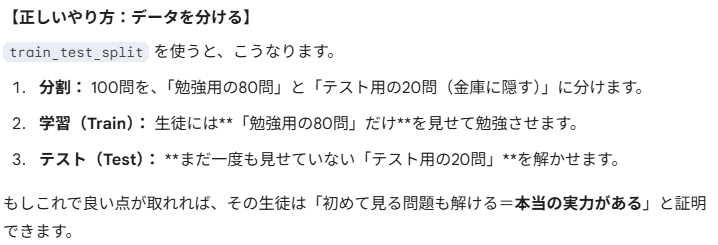 【正しいやり方：データを分ける】
train_test_split を使うと、こうなります。
1. 分割： 100問を、「勉強用の80問」と「テスト用の20問（金庫に隠す）」に分けます。
2. 学習（Train）： 生徒には**「勉強用の80問」だけ**を見せて勉強させます。
3. テスト（Test）： **まだ一度も見せていない「テスト用の20問」**を解かせます。
もしこれで良い点が取れれば、その生徒は「初めて見る問題も解ける＝本当の実力がある」と証明
できます。